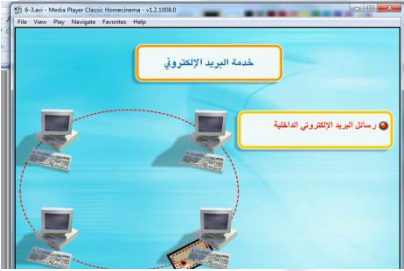 6-3.avi - Media Player Classic Homecinema - v1.2.1008.0
File View Play Navigate Favorites Help
خدمة البريد الإلكتروني
رسائل البريد الإلكتروني الداخلية